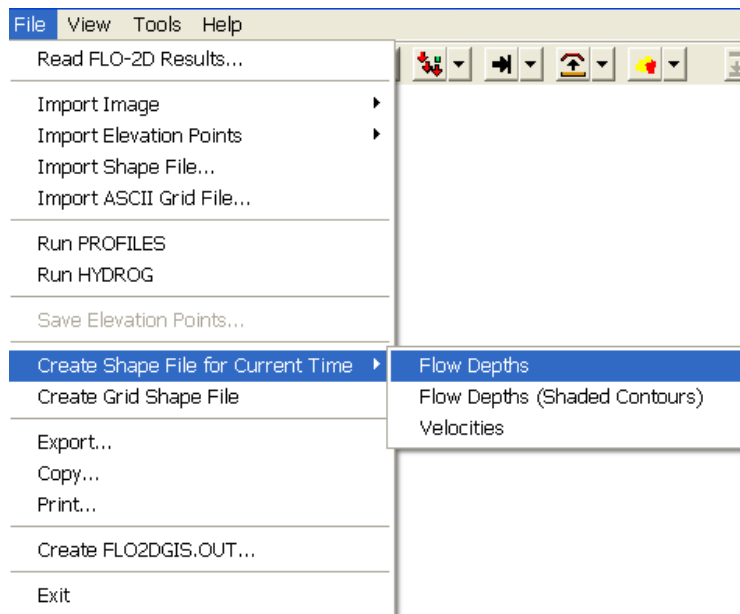 File View Tools Help
Read FLO-2D Results...
Import Image
Import Elevation Points
Import Shape File...
Import ASCII Grid File...
Run PROFILES
Run HYDROG
Save Elevation Points...
Create Shape File for Current Time
Flow Depths
Create Grid Shape File
Flow Depths (Shaded Contours)
Velocities
Export...
Copy...
Print...
Create FLO2DGIS.OUT...
Exit